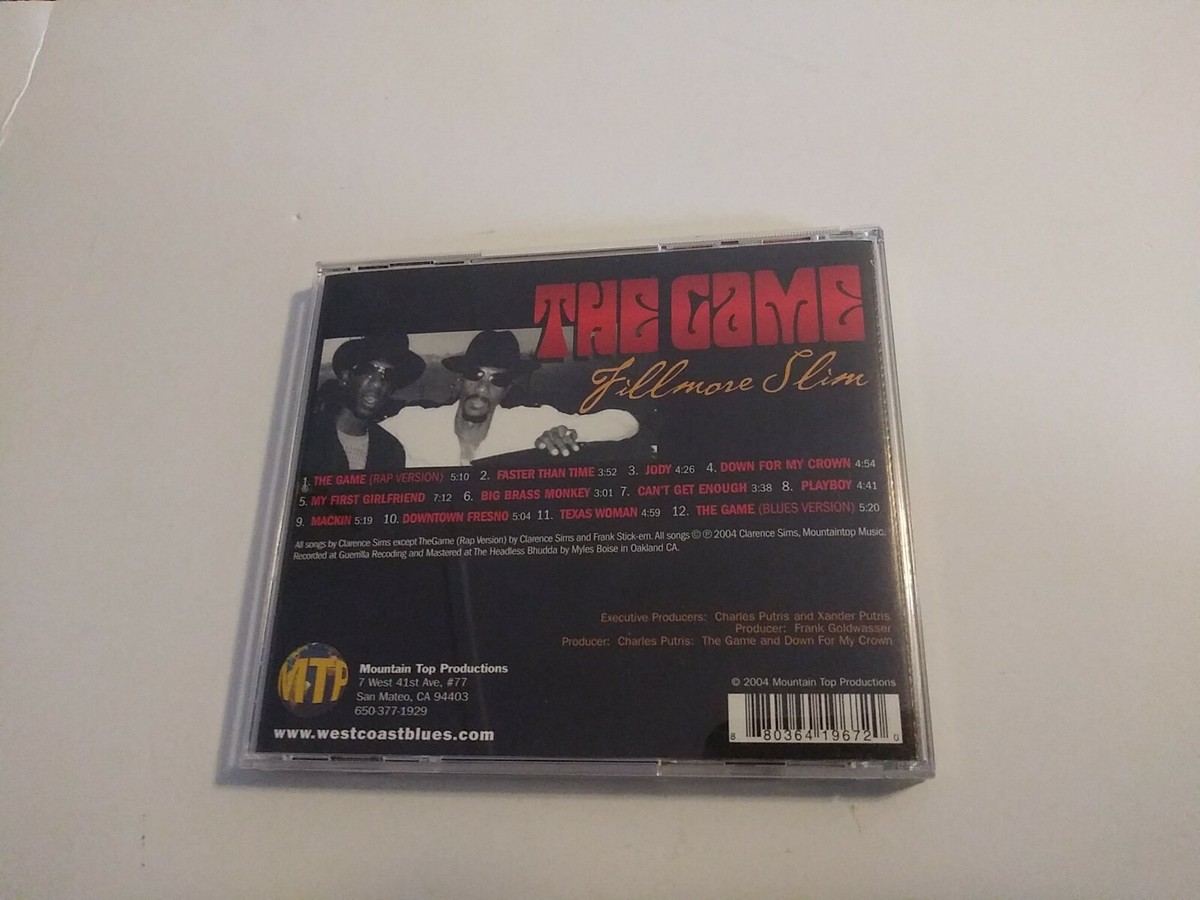 THE GAME
Fillmore Slim
1. THE GAME (RAP VERSION) 5:10 2. FASTER THAN TIME 3:52 3. JODY 4:26 4. DOWN FOR MY CROWN 4:54
5. MY FIRST GIRLFRIEND 7:12 6. BIG BRASS MONKEY 3:01 7. CAN'T GET ENOUGH 3:38 8. PLAYBOY 4:41
9. MACKIN 5:19 10. DOWNTOWN FRESNO 5:04 11. TEXAS WOMAN 4:59 12. THE GAME (BLUES VERSION) 5:20
All songs by Clarence Sims except TheGame (Rap Version) by Clarence Sims and Frank Stick-em. All songs © ℗ 2004 Clarence Sims, Mountaintop Music.
Recorded at Guerrilla Recoding and Mastered at The Headless Bhudda by Myles Boise in Oakland CA.
Executive Producers: Charles Putris and Xander Putris
Producer: Frank Goldwasser
Producer: Charles Putris: The Game and Down For My Crown
MTP
Mountain Top Productions
7 West 41st Ave, #77
San Mateo, CA 94403
650-377-1929
www.westcoastblues.com
© 2004 Mountain Top Productions
8 80364 19672 0